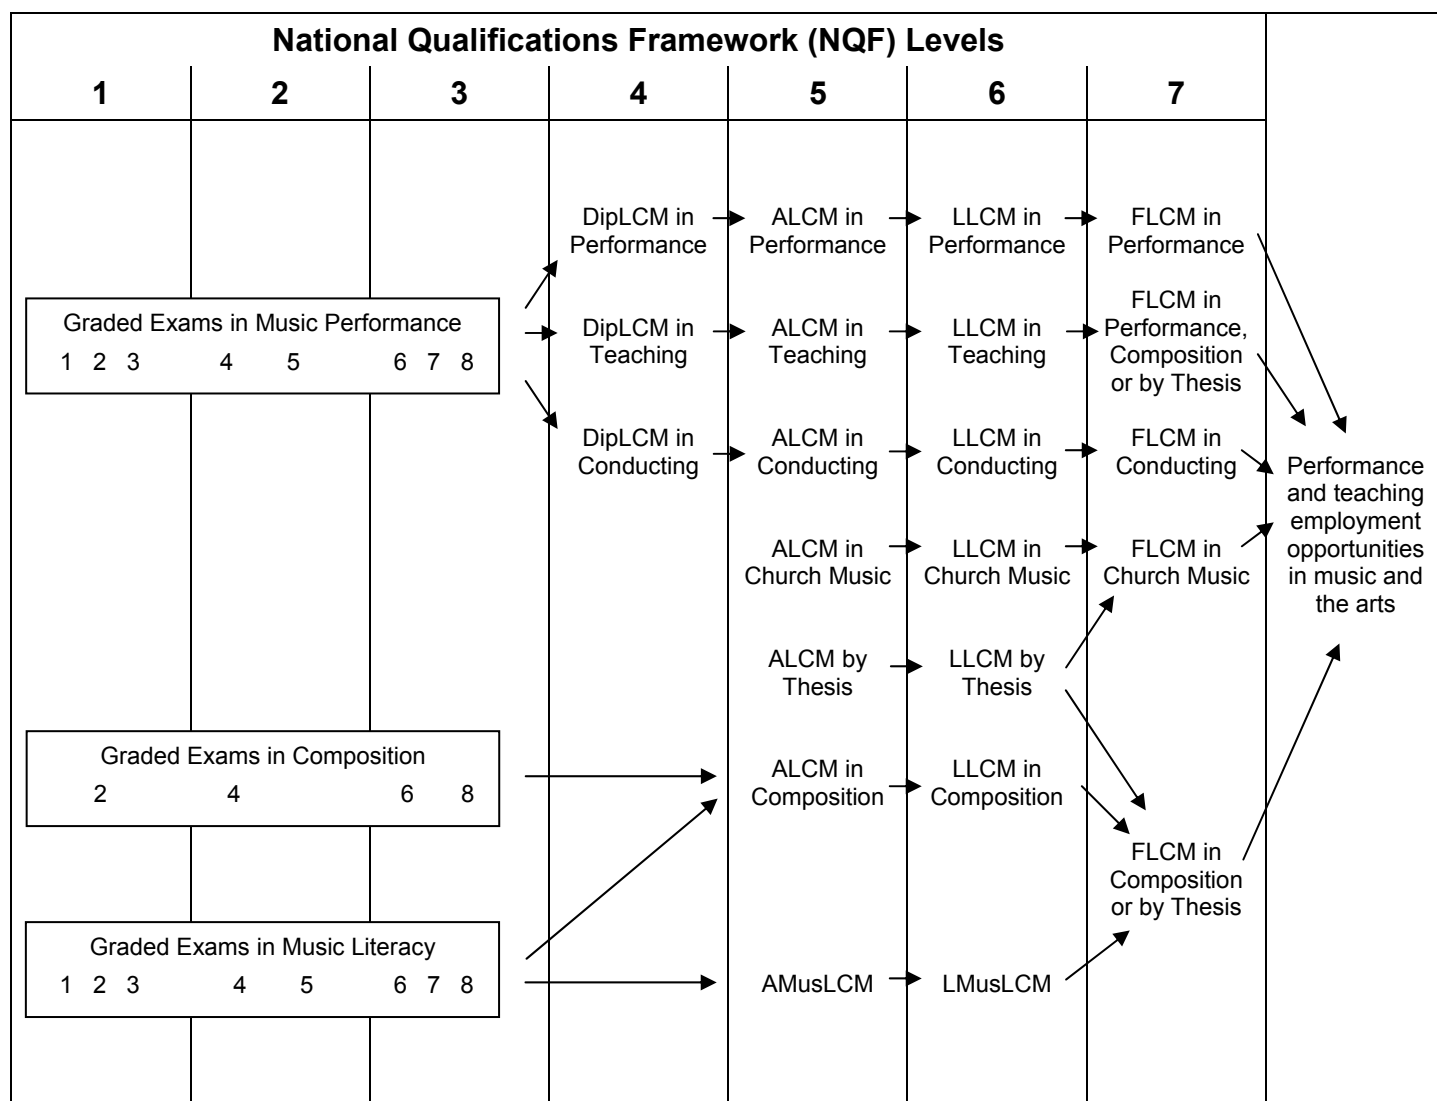 National Qualifications Framework (NQF) Levels
1 2 3 4 5 6 7
DipLCM in
Performance
ALCM in
Performance
LLCM in
Performance
FLCM in
Performance
Graded Exams in Music Performance
1 2 3 4 5 6 7 8
DipLCM in
Teaching
ALCM in
Teaching
LLCM in
Teaching
FLCM in
Performance,
Composition
or by Thesis
DipLCM in
Conducting
ALCM in
Conducting
LLCM in
Conducting
FLCM in
Conducting
Performance
and teaching
employment
opportunities
in music and
the arts
ALCM in
Church Music
LLCM in
Church Music
FLCM in
Church Music
ALCM by
Thesis
LLCM by
Thesis
Graded Exams in Composition
2 4 6 8
ALCM in
Composition
LLCM in
Composition
FLCM in
Composition
or by Thesis
Graded Exams in Music Literacy
1 2 3 4 5 6 7 8
AMusLCM
LMusLCM